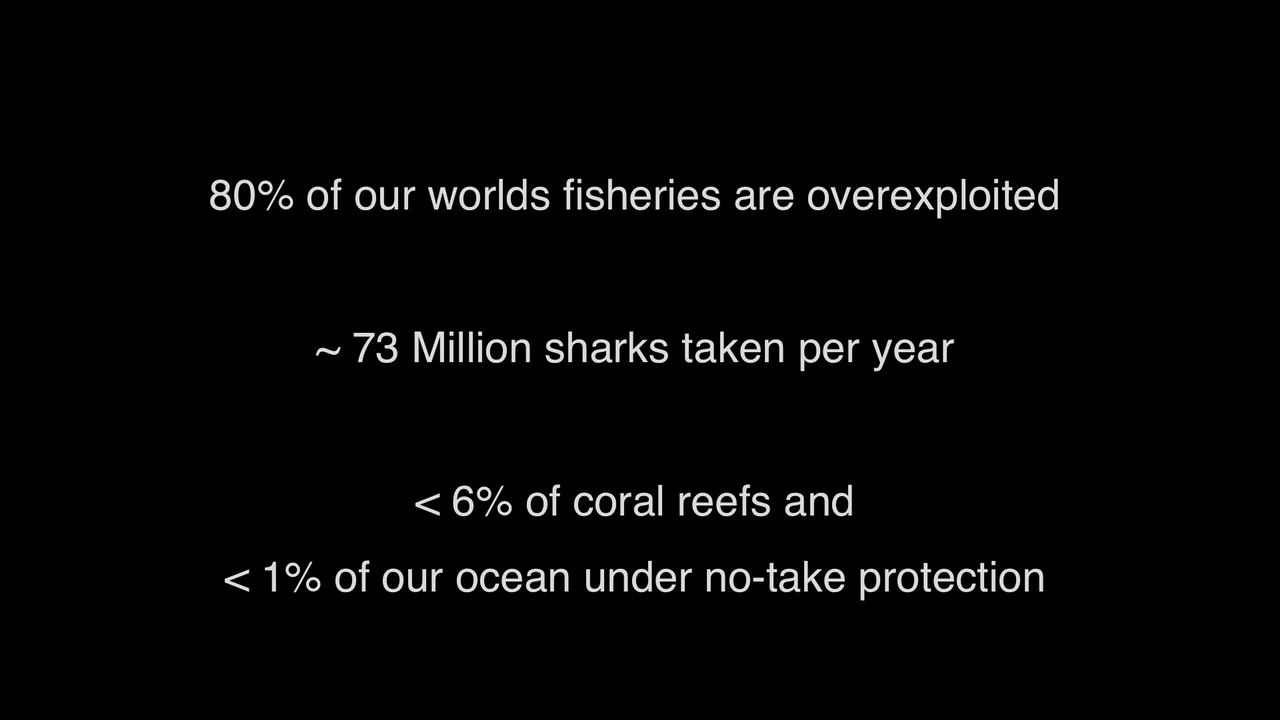 80% of our worlds fisheries are overexploited
~ 73 Million sharks taken per year
< 6% of coral reefs and
< 1% of our ocean under no-take protection